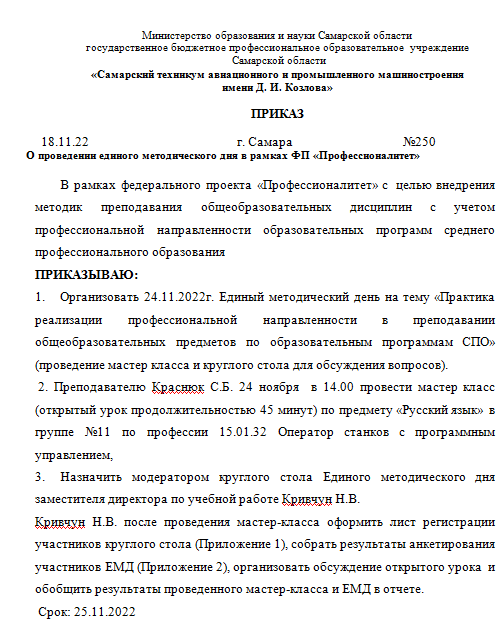 Министерство образования и науки Самарской области
государственное бюджетное профессиональное образовательное учреждение
Самарской области
«Самарский техникум авиационного и промышленного машиностроения
имени Д. И. Козлова»
ПРИКАЗ
18.11.22 г. Самара №250
О проведении единого методического дня в рамках ФП «Профессионалитет»
В рамках федерального проекта «Профессионалитет» с целью внедрения
методик преподавания общеобразовательных дисциплин с учетом
профессиональной направленности образовательных программ среднего
профессионального образования
ПРИКАЗЫВАЮ:
1. Организовать 24.11.2022г. Единый методический день на тему «Практика
реализации профессиональной направленности в преподавании
общеобразовательных предметов по образовательным программам СПО»
(проведение мастер класса и круглого стола для обсуждения вопросов).
2. Преподавателю Краснюк С.Б. 24 ноября в 14.00 провести мастер класс
(открытый урок продолжительностью 45 минут) по предмету «Русский язык» в
группе №11 по профессии 15.01.32 Оператор станков с программным
управлением,
3. Назначить модератором круглого стола Единого методического дня
заместителя директора по учебной работе Кривчун Н.В.
Кривчун Н.В. после проведения мастер-класса оформить лист регистрации
участников круглого стола (Приложение 1), собрать результаты анкетирования
участников ЕМД (Приложение 2), организовать обсуждение открытого урока и
обобщить результаты проведенного мастер-класса и ЕМД в отчете.
Срок: 25.11.2022